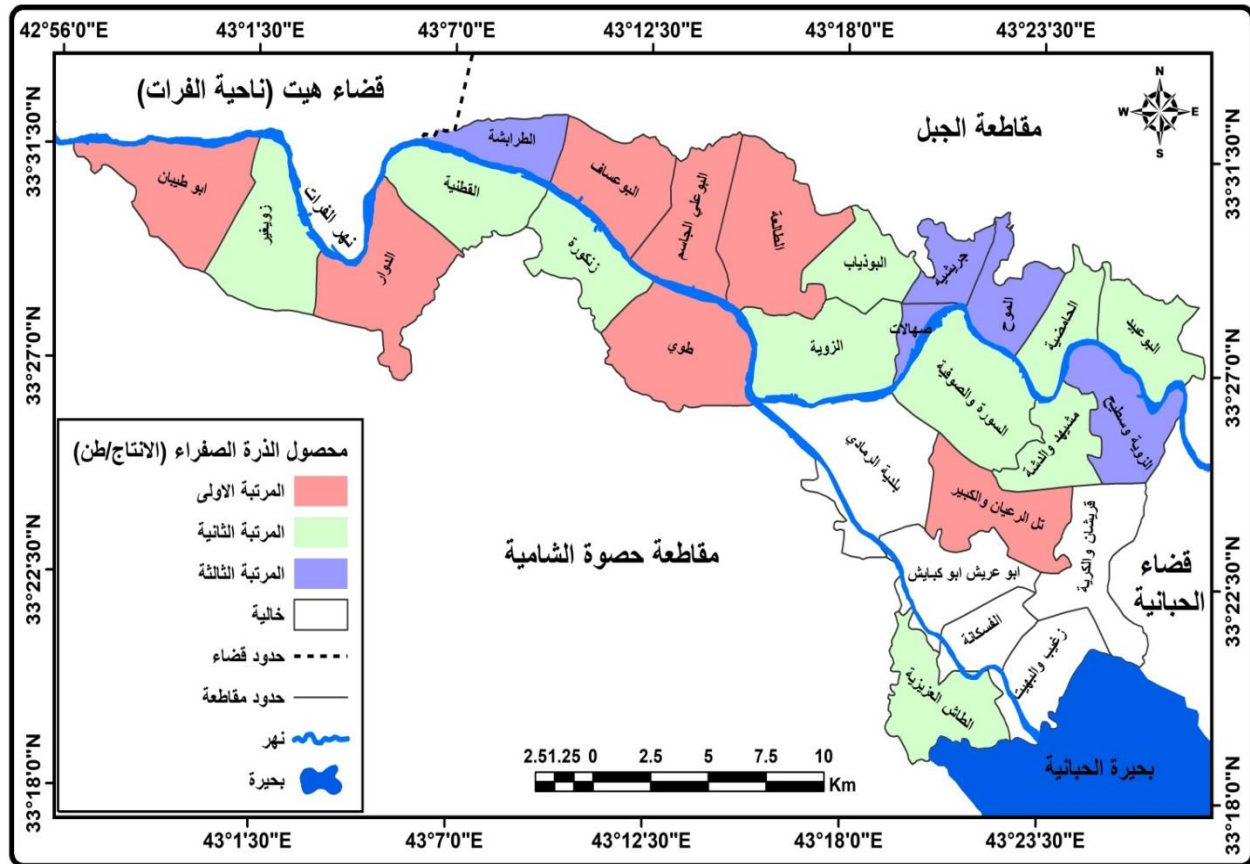 42°56'0"E 43°1'30"E 43°7'0"E 43°12'30"E 43°18'0"E 43°23'30"E
33°31'30"N
33°27'0"N
33°22'30"N
33°18'0"N
33°31'30"N
33°27'0"N
33°22'30"N
33°18'0"N
قضاء هيت (ناحية الفرات)
مقاطعة الجبل
N
W E
S
الطرابشة
البوعساف
البوعلي الجاسم
الطالعة
البوذياب
جريشيه
الموح
الحامضية
البوعبيد
ابو طيبان
زويغير
نهر الفرات
الدوار
القطنية
زنكورة
طوي
الزوية
صهالات
السورة والصوفية
مشيهد والدشة
الزوية وسطيح
بلدية الرمادي
تل الرعيان والكبير
قريشان والكرية
قضاء
الحبانية
مقاطعة حصوة الشامية
ابو عريش ابو كبايش
الفسكانة
زغيب والبهيت
الطاش العزيزية
بحيرة الحبانية
محصول الذرة الصفراء (الانتاج/طن)
المرتبة الاولى
المرتبة الثانية
المرتبة الثالثة
خالية
حدود قضاء
حدود مقاطعة
نهر
بحيرة
2.5 1.25 0 2.5 5 7.5 10
Km
43°1'30"E 43°7'0"E 43°12'30"E 43°18'0"E 43°23'30"E